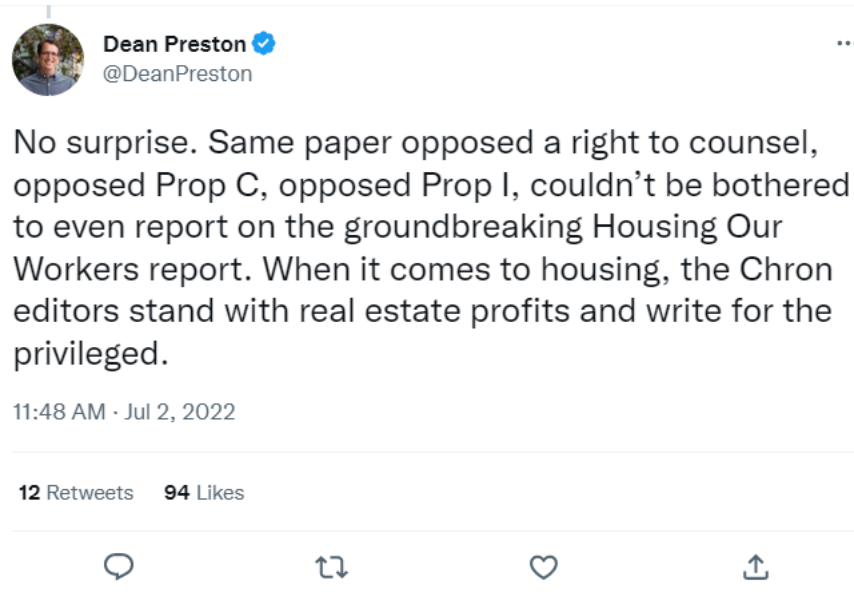 Dean Preston
@DeanPreston
No surprise. Same paper opposed a right to counsel,
opposed Prop C, opposed Prop I, couldn’t be bothered
to even report on the groundbreaking Housing Our
Workers report. When it comes to housing, the Chron
editors stand with real estate profits and write for the
privileged.
11:48 AM · Jul 2, 2022
12 Retweets 94 Likes